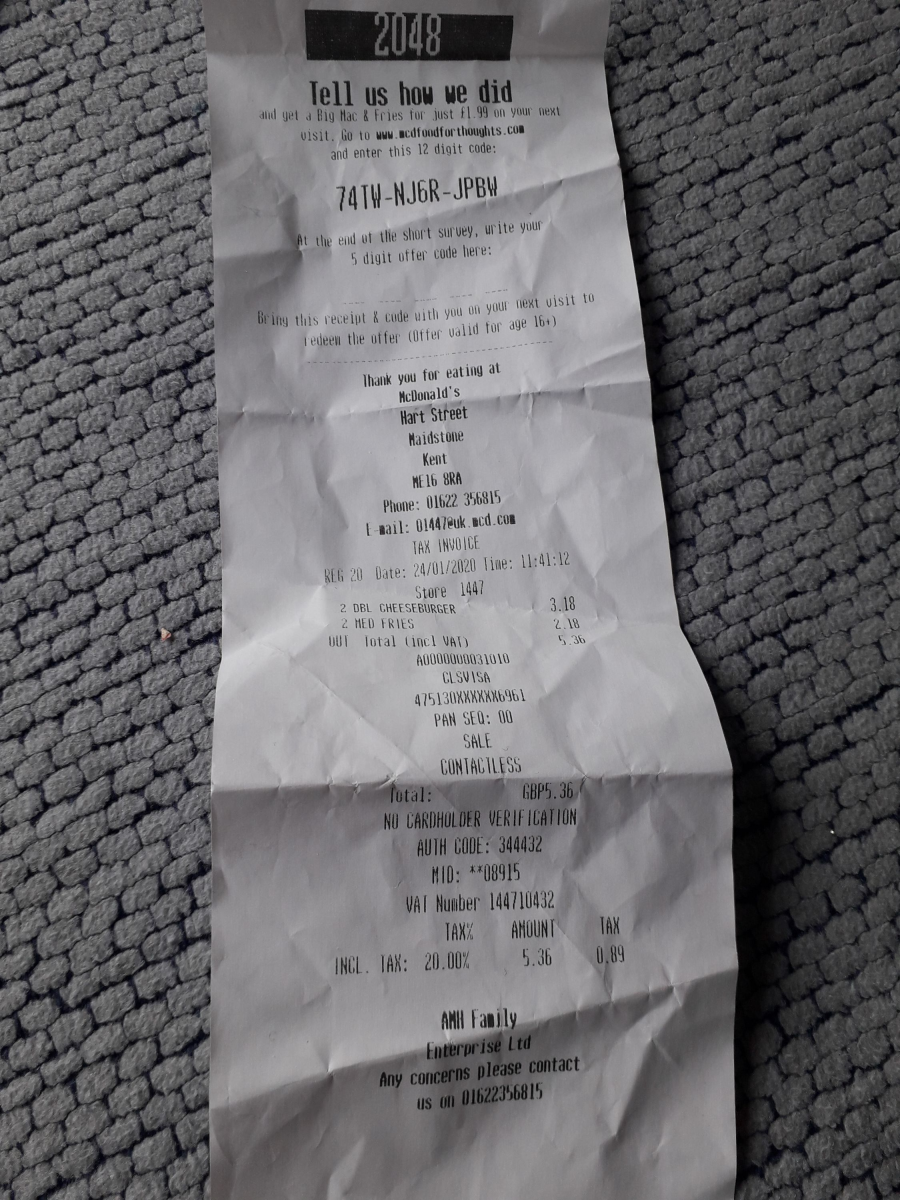 2048
Tell us how we did
and get a Big Mac & Fries for just £1.99 on your next
visit. Go to www.mcdfoodforthoughts.com
and enter this 12 digit code:
74TW-NJ6R-JPBW
At the end of the short survey, write your
5 digit offer code here:
Bring this receipt & code with you on your next visit to
redeem the offer (Offer valid for age 16+)
Thank you for eating at
McDonald's
Hart Street
Maidstone
Kent
ME16 8RA
Phone: 01622 356815
E-mail: 01447@uk.mcd.com
TAX INVOICE
REG 20 Date: 24/01/2020 Time: 11:41:12
Store 1447
2 DBL CHEESEBURGER 3.18
2 MED FRIES 2.18
OUT Total (incl VAT) 5.36
A0000000031010
CLSVISA
475130XXXXXX6961
PAN SEQ: 00
SALE
CONTACTLESS
Total: GBP5.36
NO CARDHOLDER VERIFICATION
AUTH CODE: 344432
MID: **08915
VAT Number 144710432
TAX% AMOUNT TAX
INCL. TAX: 20.00% 5.36 0.89
AMH Family
Enterprise Ltd
Any concerns please contact
us on 01622356815